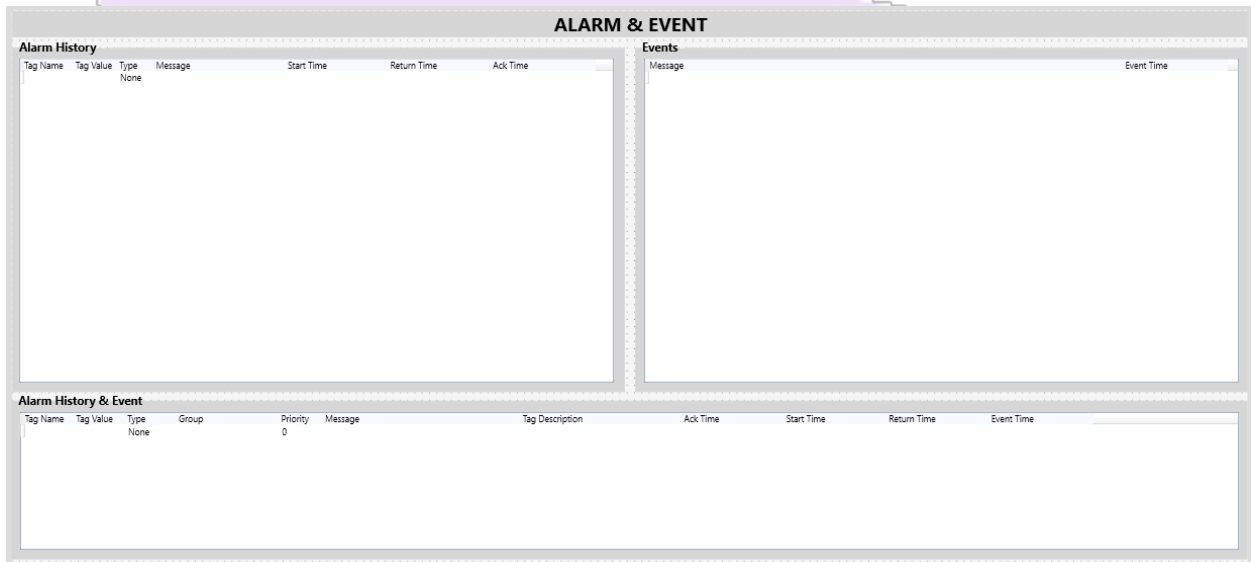 ALARM & EVENT
Alarm History
Tag Name Tag Value Type Message Start Time Return Time Ack Time
None
Events
Message Event Time
Alarm History & Event
Tag Name Tag Value Type Group Priority Message Tag Description Ack Time Start Time Return Time Event Time
None 0